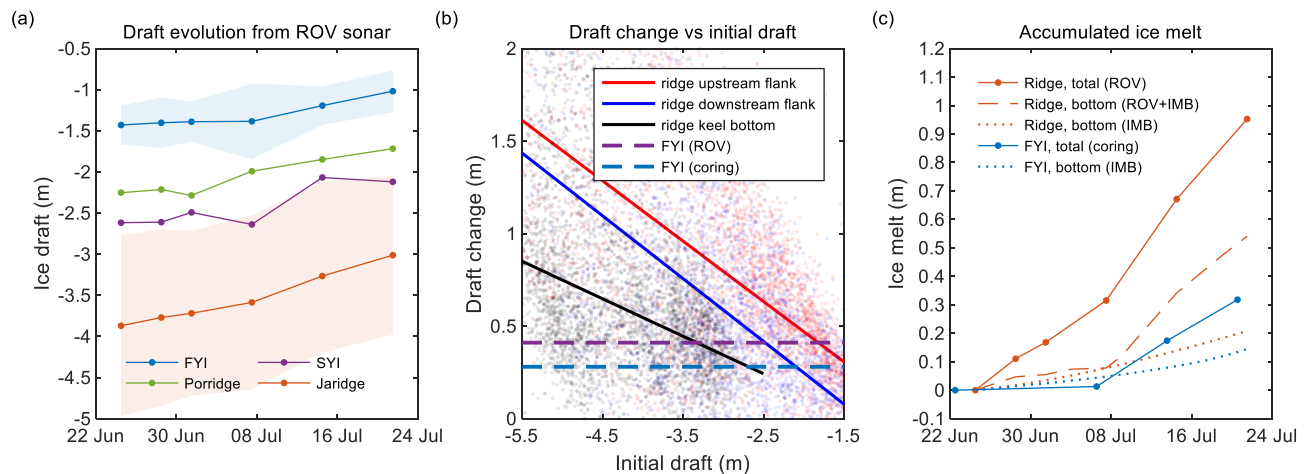 (a)
Draft evolution from ROV sonar
-0.5
-1
-1.5
-2
-2.5
-3
-3.5
-4
-4.5
-5
Ice draft (m)
FYI
SYI
Porridge
Jaridge
22 Jun
30 Jun
08 Jul
16 Jul
24 Jul
(b)
Draft change vs initial draft
2
1.5
1
0.5
0
Draft change (m)
ridge upstream flank
ridge downstream flank
ridge keel bottom
FYI (ROV)
FYI (coring)
-5.5
-4.5
-3.5
-2.5
-1.5
Initial draft (m)
(c)
Accumulated ice melt
1.2
1.1
1
0.9
0.8
0.7
0.6
0.5
0.4
0.3
0.2
0.1
0
-0.1
Ice melt (m)
Ridge, total (ROV)
Ridge, bottom (ROV+IMB)
Ridge, bottom (IMB)
FYI, total (coring)
FYI, bottom (IMB)
22 Jun
30 Jun
08 Jul
16 Jul
24 Jul